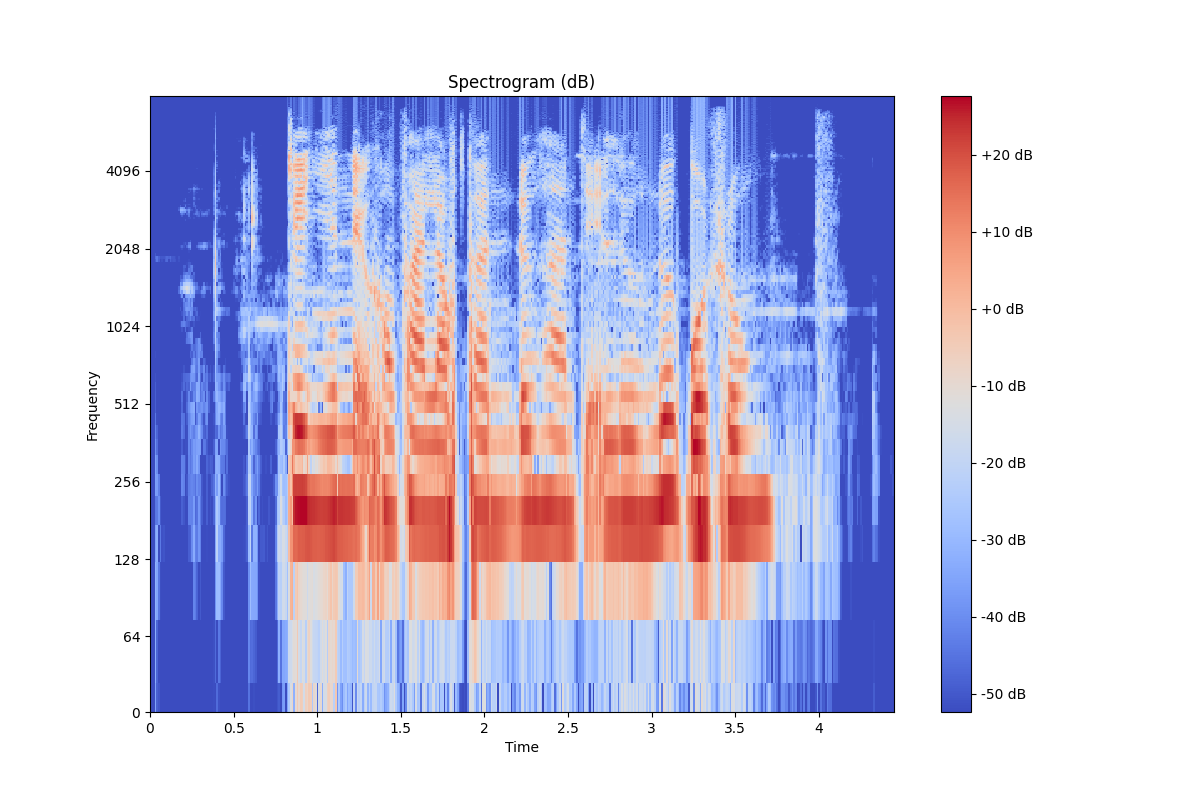 Spectrogram (dB)
Frequency
4096
2048
1024
512
256
128
64
0
0 0.5 1 1.5 2 2.5 3 3.5 4
Time
+20 dB
+10 dB
+0 dB
-10 dB
-20 dB
-30 dB
-40 dB
-50 dB